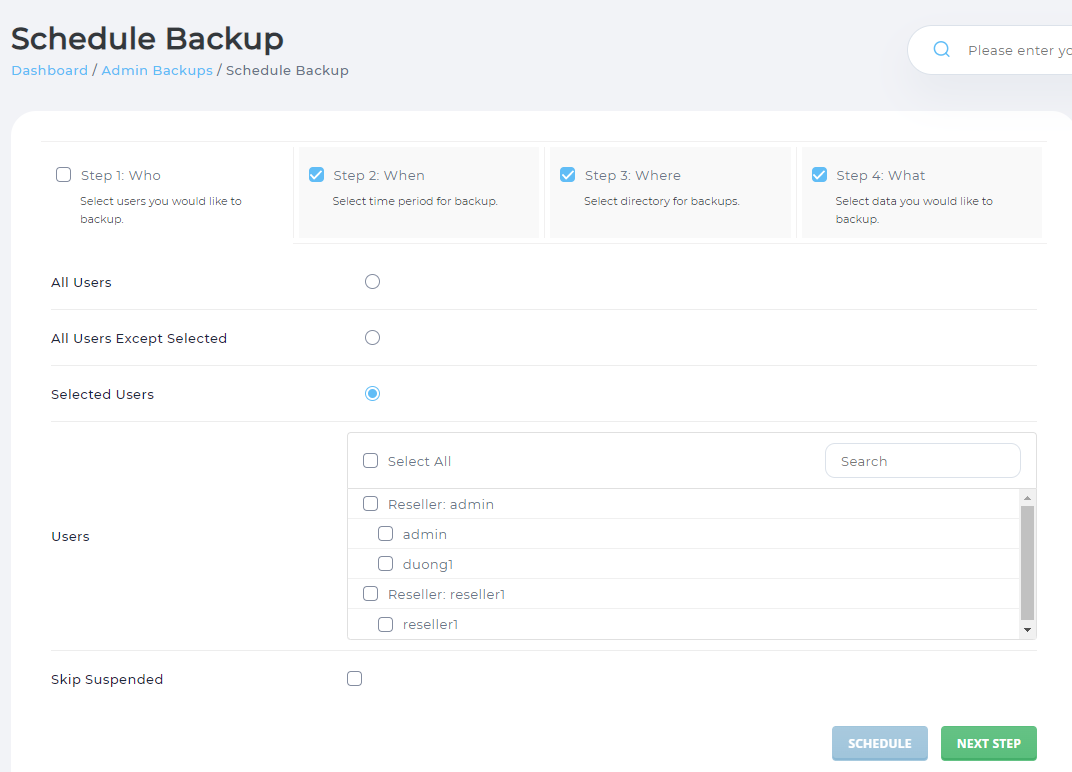 Schedule Backup
Dashboard / Admin Backups / Schedule Backup
Please enter yo
Step 1: Who
Select users you would like to
backup.
Step 2: When
Select time period for backup.
Step 3: Where
Select directory for backups.
Step 4: What
Select data you would like to
backup.
All Users
All Users Except Selected
Selected Users
Users
Select All
Search
Reseller: admin
admin
duong1
Reseller: reseller1
reseller1
Skip Suspended
SCHEDULE
NEXT STEP